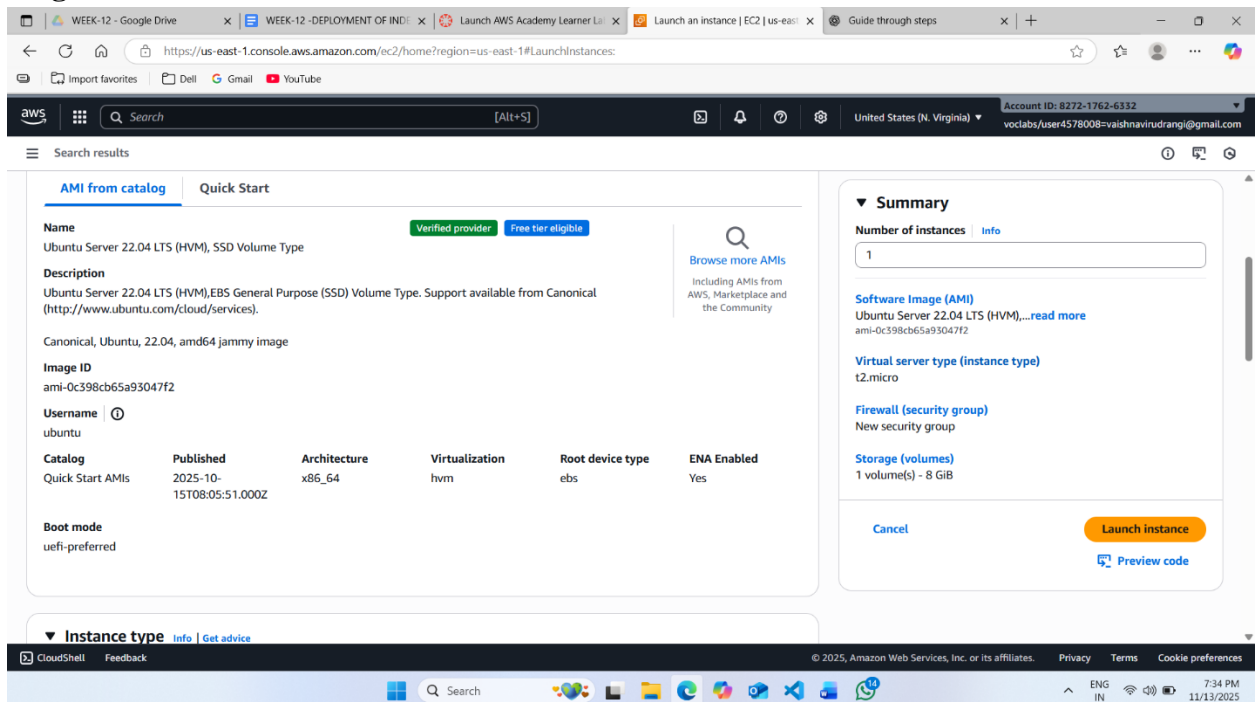 WEEK-12 - Google Drive
WEEK-12 -DEPLOYMENT OF INDE
Launch AWS Academy Learner La
Launch an instance | EC2 | us-east
Guide through steps
https://us-east-1.console.aws.amazon.com/ec2/home?region=us-east-1#LaunchInstances:
Import favorites
Dell
Gmail
YouTube
aws
Search
[Alt+S]
United States (N. Virginia)
Account ID: 8272-1762-6332
voclabs/user4578008=vaishnavirudrangi@gmail.com
Search results
AMI from catalog
Quick Start
Name
Verified provider
Free tier eligible
Ubuntu Server 22.04 LTS (HVM), SSD Volume Type
Description
Ubuntu Server 22.04 LTS (HVM),EBS General Purpose (SSD) Volume Type. Support available from Canonical
(http://www.ubuntu.com/cloud/services).
Canonical, Ubuntu, 22.04, amd64 jammy image
Image ID
ami-0c398cb65a93047f2
Username
ubuntu
Catalog Published Architecture Virtualization Root device type ENA Enabled
Quick Start AMIs 2025-10- x86_64 hvm ebs Yes
15T08:05:51.000Z
Boot mode
uefi-preferred
Browse more AMIs
Including AMIs from
AWS, Marketplace and
the Community
Instance type Info | Get advice
Summary
Number of instances Info
1
Software Image (AMI)
Ubuntu Server 22.04 LTS (HVM),...read more
ami-0c398cb65a93047f2
Virtual server type (instance type)
t2.micro
Firewall (security group)
New security group
Storage (volumes)
1 volume(s) - 8 GiB
Cancel
Launch instance
Preview code
CloudShell Feedback
© 2025, Amazon Web Services, Inc. or its affiliates. Privacy Terms Cookie preferences
Search
14
ENG
IN
7:34 PM
11/13/2025